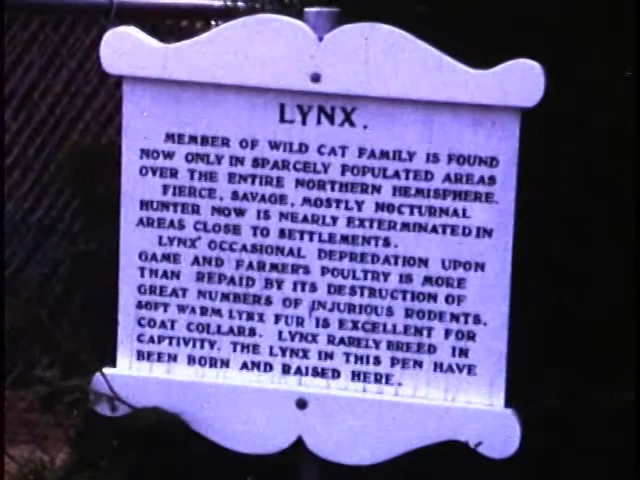 LYNX.
MEMBER OF WILD CAT FAMILY IS FOUND
NOW ONLY IN SPARCELY POPULATED AREAS
OVER THE ENTIRE NORTHERN HEMISPHERE.
FIERCE, SAVAGE, MOSTLY NOCTURNAL
HUNTER NOW IS NEARLY EXTERMINATED IN
AREAS CLOSE TO SETTLEMENTS.
LYNX' OCCASIONAL DEPREDATION UPON
GAME AND FARMER'S POULTRY IS MORE
THAN REPAID BY ITS DESTRUCTION OF
GREAT NUMBERS OF INJURIOUS RODENTS.
SOFT WARM LYNX FUR IS EXCELLENT FOR
COAT COLLARS. LYNX RARELY BREED IN
CAPTIVITY. THE LYNX IN THIS PEN HAVE
BEEN BORN AND RAISED HERE.